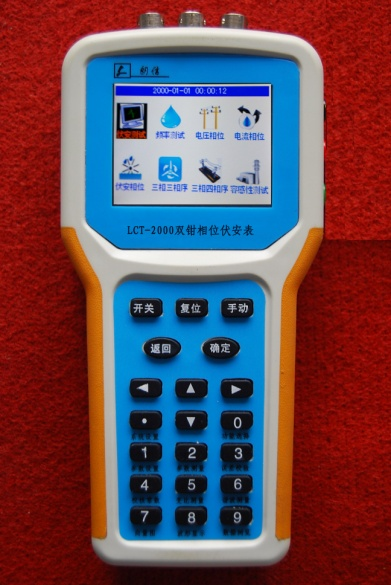 2000-01-01 00:00:12
伏安测试 频率测试 电压相位 电流相位
伏安相位 三相三相序 三相四相序 容感性测试
LCT-2000双钳相位伏安表
开关 复位 手动
返回 确定
0
1 2 3
4 5 6
7 8 9